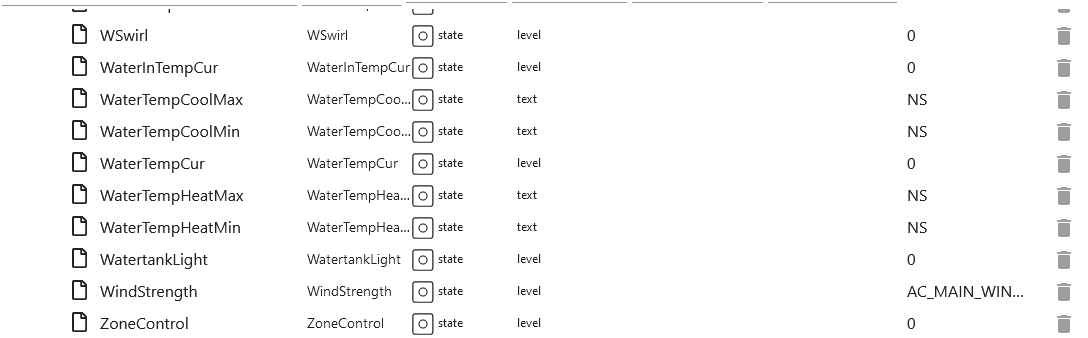 WSwirl WSwirl state level 0
WaterInTempCur WaterInTempCur state level 0
WaterTempCoolMax WaterTempCoo... state text NS
WaterTempCoolMin WaterTempCoo... state text NS
WaterTempCur WaterTempCur state level 0
WaterTempHeatMax WaterTempHea... state text NS
WaterTempHeatMin WaterTempHea... state text NS
WatertankLight WatertankLight state level 0
WindStrength WindStrength state level AC_MAIN_WIN...
ZoneControl ZoneControl state level 0